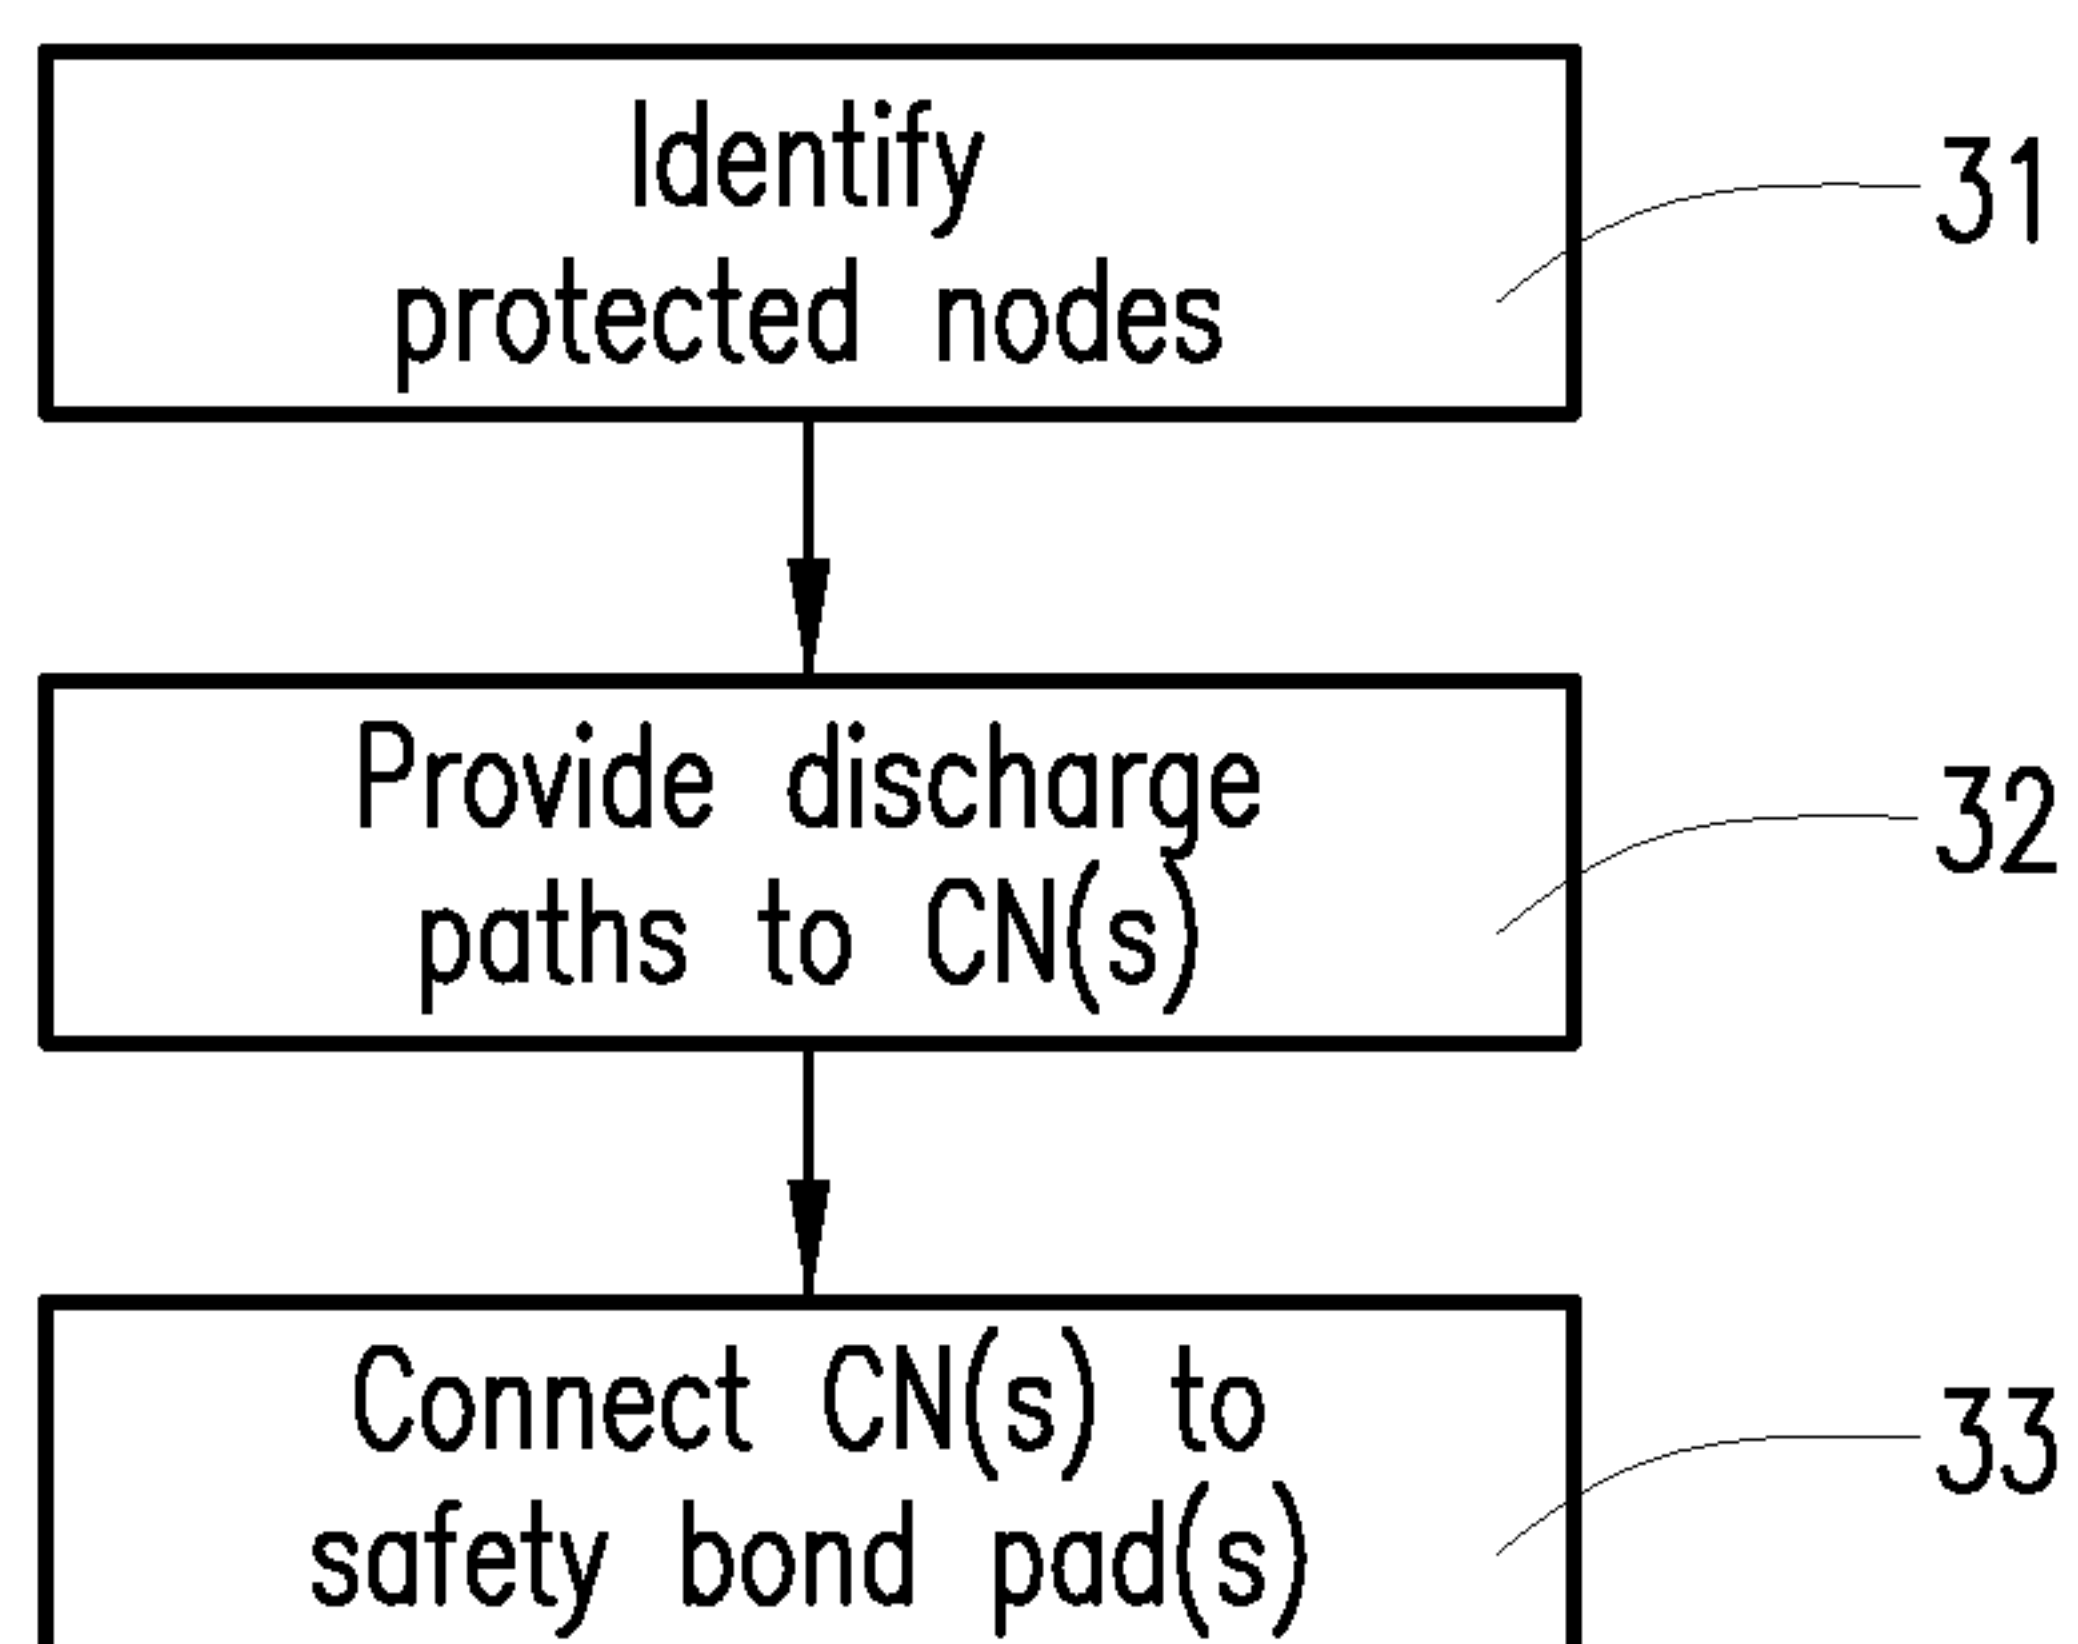 Identify
protected nodes
31
Provide discharge
paths to CN(s)
32
Connect CN(s) to
safety bond pad(s)
33